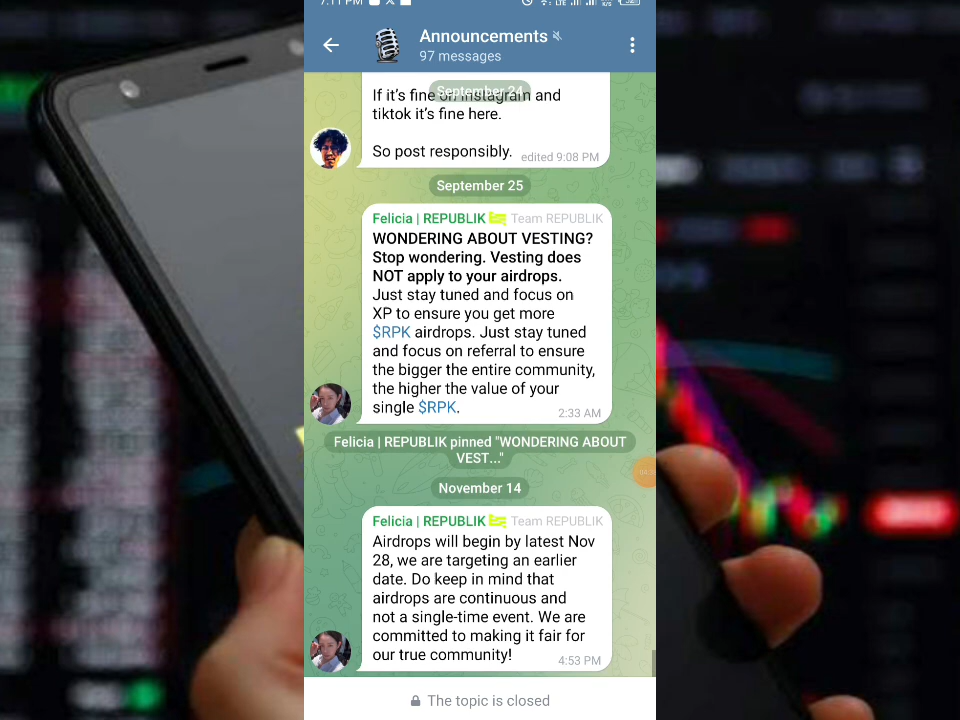 7:11 PM
Announcements
97 messages
September 24
If it's fine on Instagram and
tiktok it's fine here.
So post responsibly. edited 9:08 PM
September 25
Felicia | REPUBLIK Team REPUBLIK
WONDERING ABOUT VESTING?
Stop wondering. Vesting does
NOT apply to your airdrops.
Just stay tuned and focus on
XP to ensure you get more
$RPK airdrops. Just stay tuned
and focus on referral to ensure
the bigger the entire community,
the higher the value of your
single $RPK. 2:33 AM
Felicia | REPUBLIK pinned "WONDERING ABOUT
VEST..."
November 14
Felicia | REPUBLIK Team REPUBLIK
Airdrops will begin by latest Nov
28, we are targeting an earlier
date. Do keep in mind that
airdrops are continuous and
not a single-time event. We are
committed to making it fair for
our true community! 4:53 PM
The topic is closed